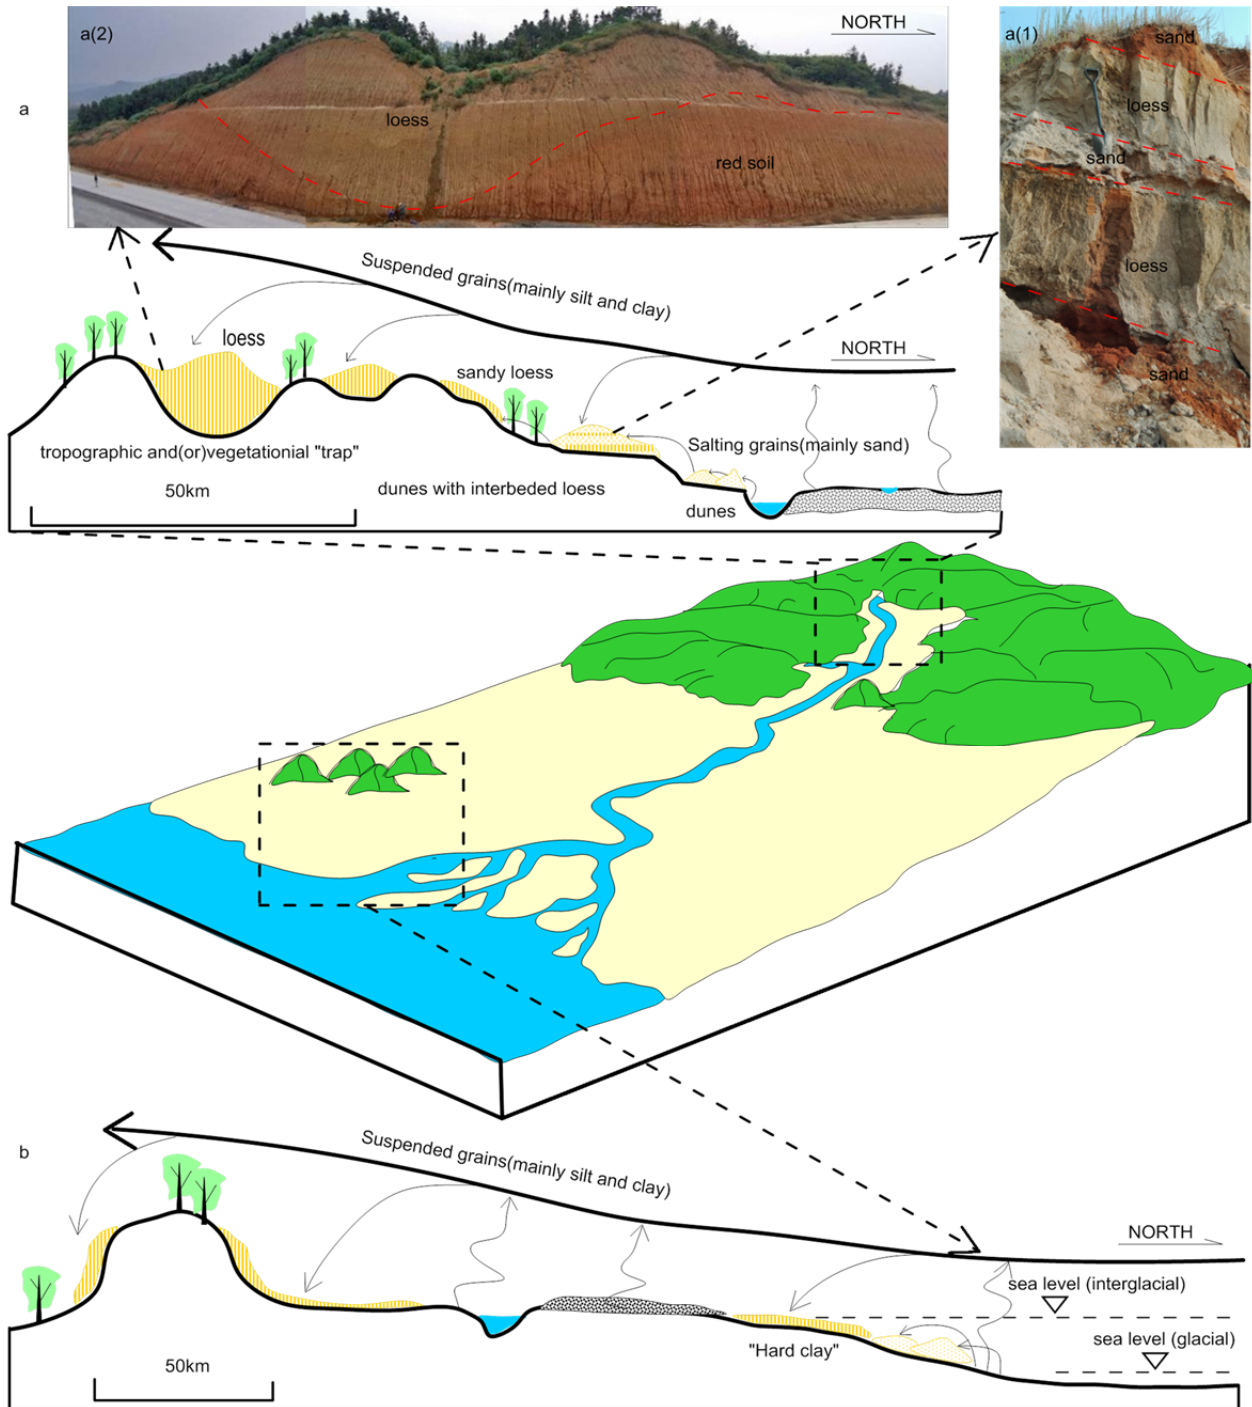 a(2)
NORTH
a(1)
sand
a
loess
loess
sand
red soil
loess
sand
Suspended grains(mainly silt and clay)
NORTH
loess
sandy loess
Salting grains(mainly sand)
tropographic and(or)vegetationial "trap"
50km
dunes with interbeded loess
dunes
b
Suspended grains(mainly silt and clay)
NORTH
sea level (interglacial)
sea level (glacial)
"Hard clay"
50km